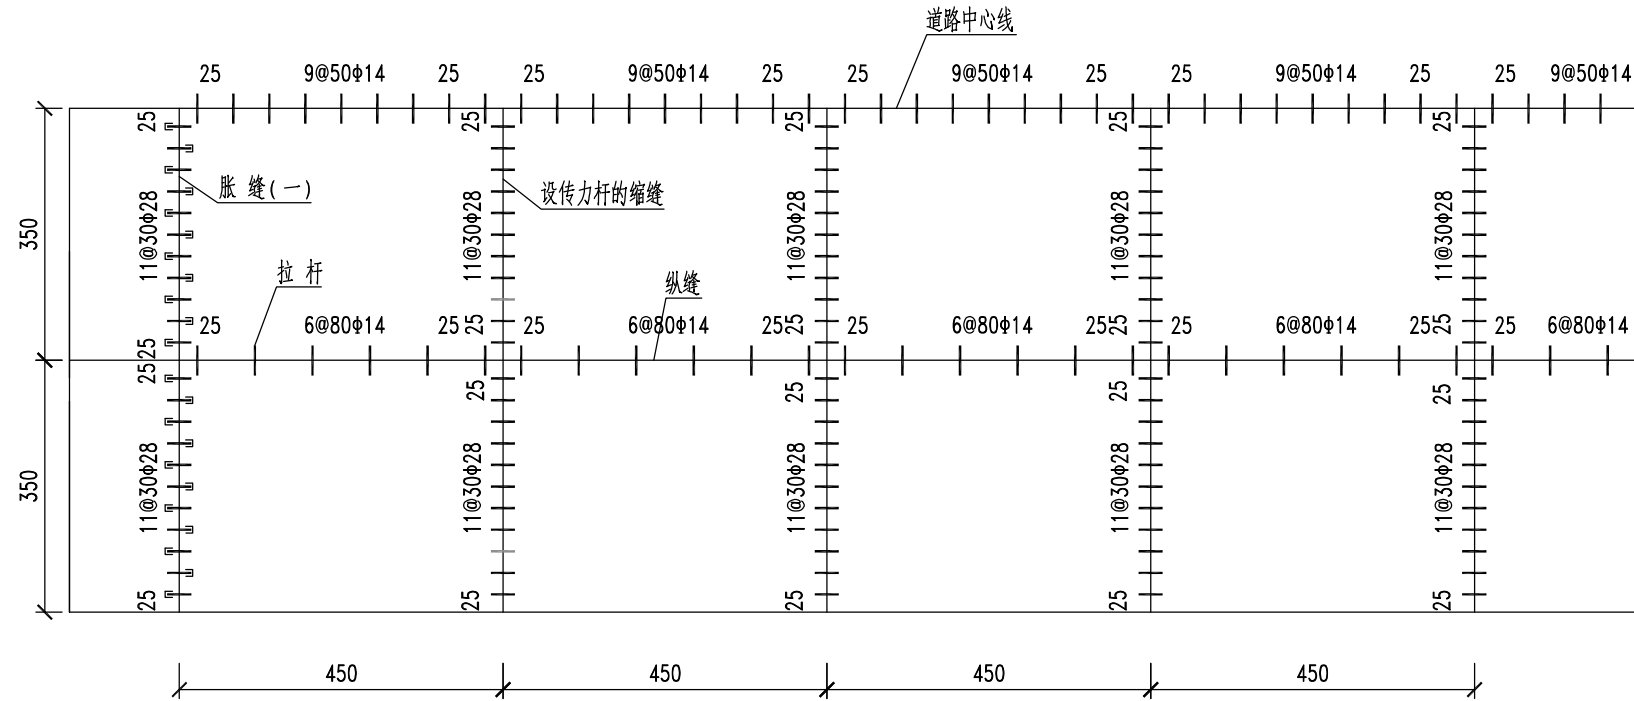 道路中心线
25 9@50Φ14 25 25 9@50Φ14 25 25 9@50Φ14 25 25 9@50Φ14 25 25 9@50Φ14
25 25 25 25 25
胀 缝(一)
设传力杆的缩缝
350
11@30Φ28 11@30Φ28 11@30Φ28 11@30Φ28 11@30Φ28
拉 杆
纵缝
25 6@80Φ14 25 25 25 6@80Φ14 25 25 25 6@80Φ14 25 25 25 6@80Φ14 25 25 25 6@80Φ14
25 25 25 25 25 25
350
11@30Φ28 11@30Φ28 11@30Φ28 11@30Φ28 11@30Φ28
25 25 25 25 25
450 450 450 450